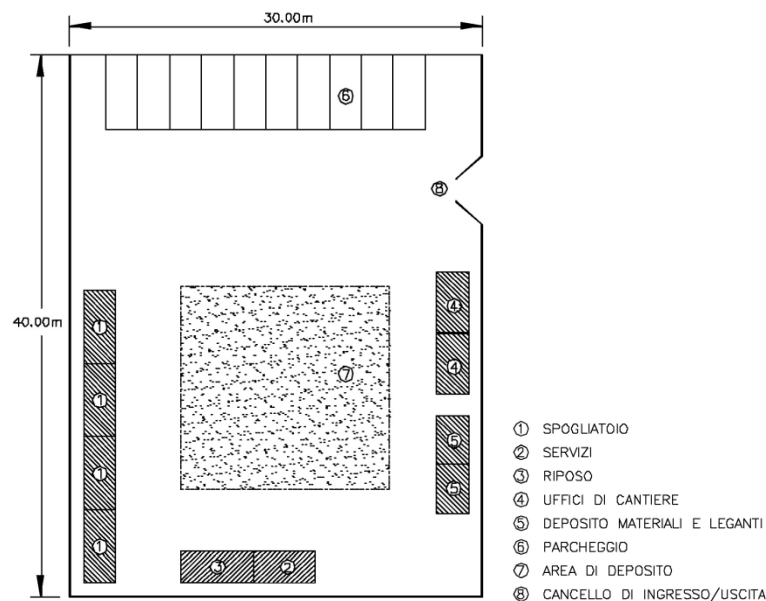 30.00m
6
8
40.00m
4
1
4
7
1
5
1
5
1
3 2
1 SPOGLIATOIO
2 SERVIZI
3 RIPOSO
4 UFFICI DI CANTIERE
5 DEPOSITO MATERIALI E LEGANTI
6 PARCHEGGIO
7 AREA DI DEPOSITO
8 CANCELLO DI INGRESSO/USCITA